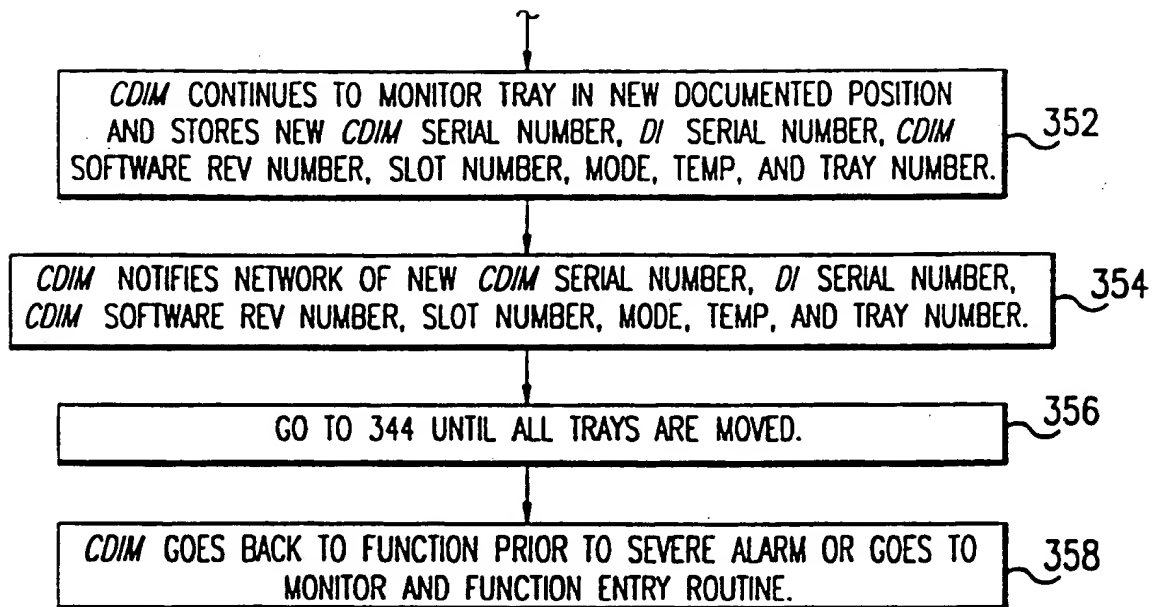 CDIM CONTINUES TO MONITOR TRAY IN NEW DOCUMENTED POSITION
AND STORES NEW CDIM SERIAL NUMBER, DI SERIAL NUMBER, CDIM
SOFTWARE REV NUMBER, SLOT NUMBER, MODE, TEMP, AND TRAY NUMBER.
352
CDIM NOTIFIES NETWORK OF NEW CDIM SERIAL NUMBER, DI SERIAL NUMBER,
CDIM SOFTWARE REV NUMBER, SLOT NUMBER, MODE, TEMP, AND TRAY NUMBER.
354
GO TO 344 UNTIL ALL TRAYS ARE MOVED.
356
CDIM GOES BACK TO FUNCTION PRIOR TO SEVERE ALARM OR GOES TO
MONITOR AND FUNCTION ENTRY ROUTINE.
358